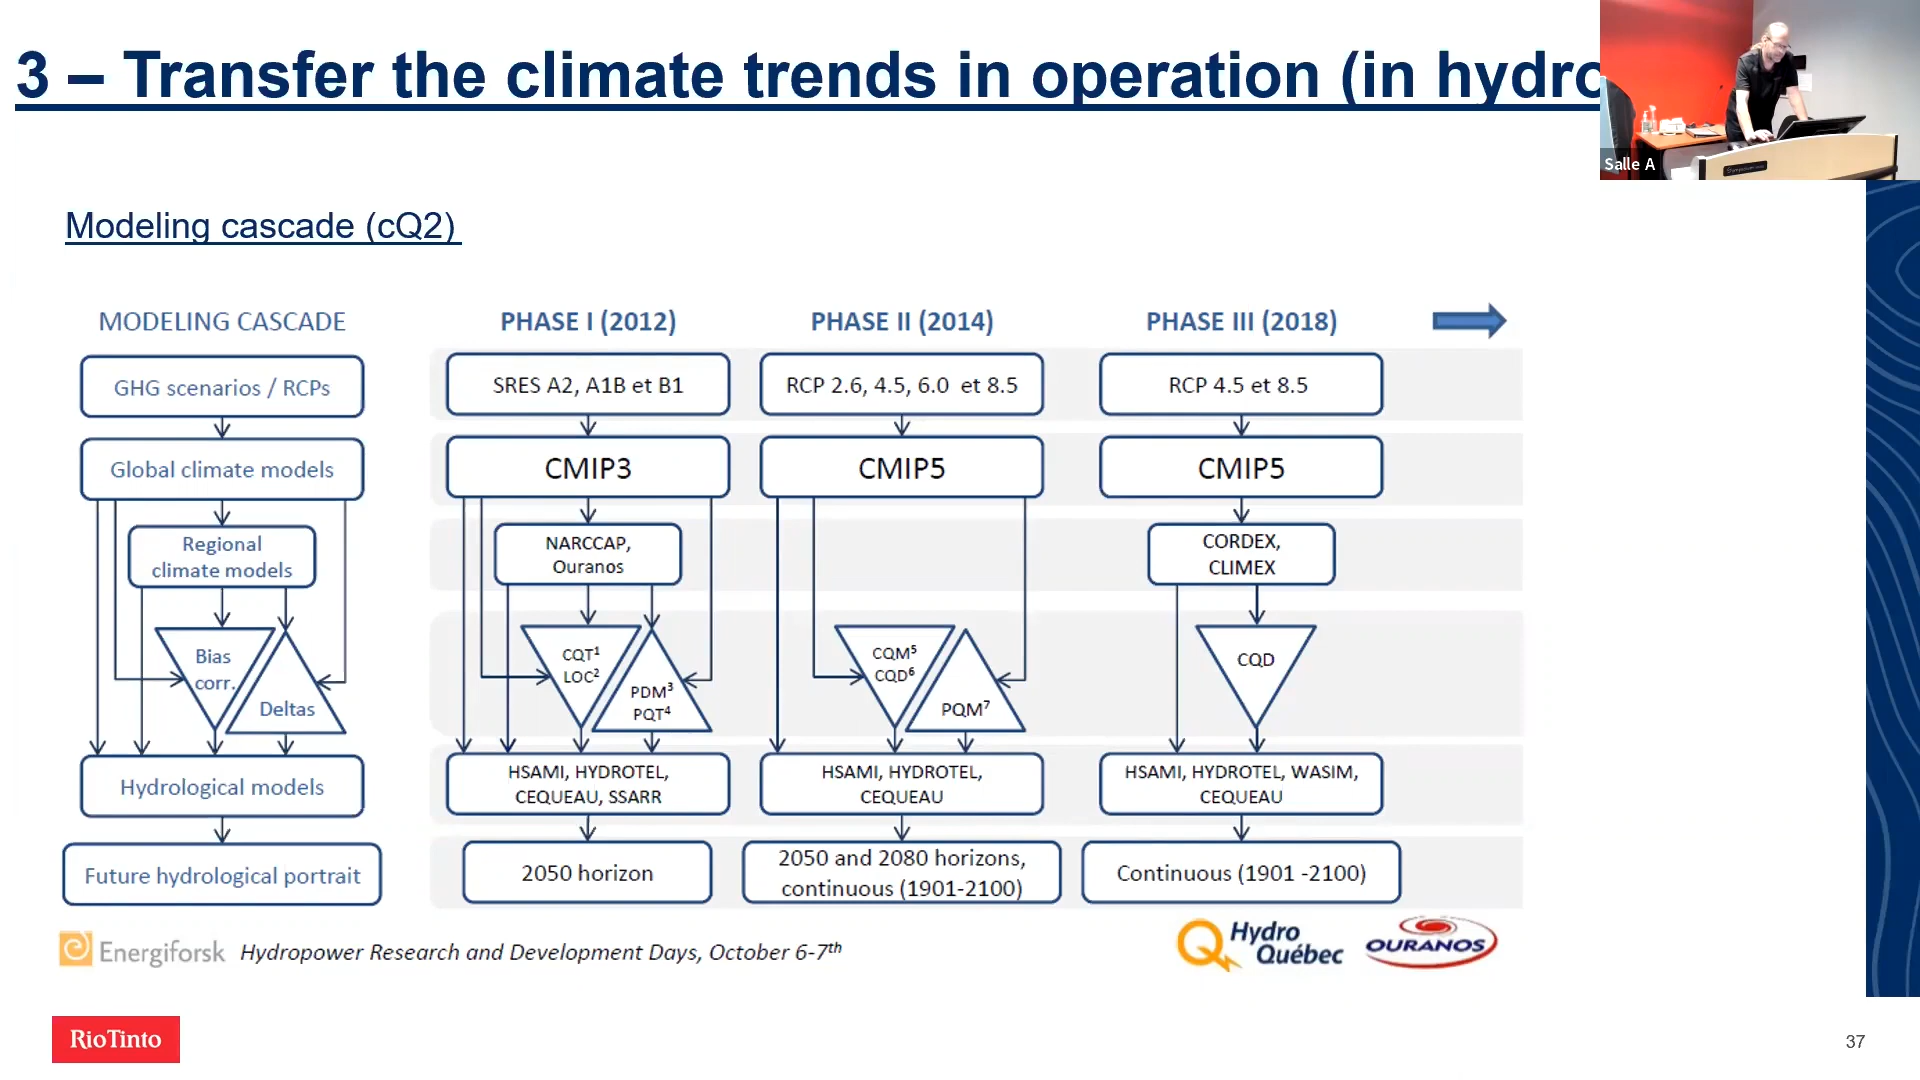 3 – Transfer the climate trends in operation (in hydro
Salle A
Modeling cascade (cQ2)
MODELING CASCADE
GHG scenarios / RCPs
Global climate models
Regional
climate models
Bias
corr.
Deltas
Hydrological models
Future hydrological portrait
PHASE I (2012)
SRES A2, A1B et B1
CMIP3
NARCCAP,
Ouranos
CQT¹
LOC²
PDM³
PQT⁴
HSAMI, HYDROTEL,
CEQUEAU, SSARR
2050 horizon
PHASE II (2014)
RCP 2.6, 4.5, 6.0 et 8.5
CMIP5
CQM⁵
CQD⁶
PQM⁷
HSAMI, HYDROTEL,
CEQUEAU
2050 and 2080 horizons,
continuous (1901-2100)
PHASE III (2018)
RCP 4.5 et 8.5
CMIP5
CORDEX,
CLIMEX
CQD
HSAMI, HYDROTEL, WASIM,
CEQUEAU
Continuous (1901 -2100)
Energiforsk
Hydropower Research and Development Days, October 6-7th
Hydro
Québec
OURANOS
RioTinto
37